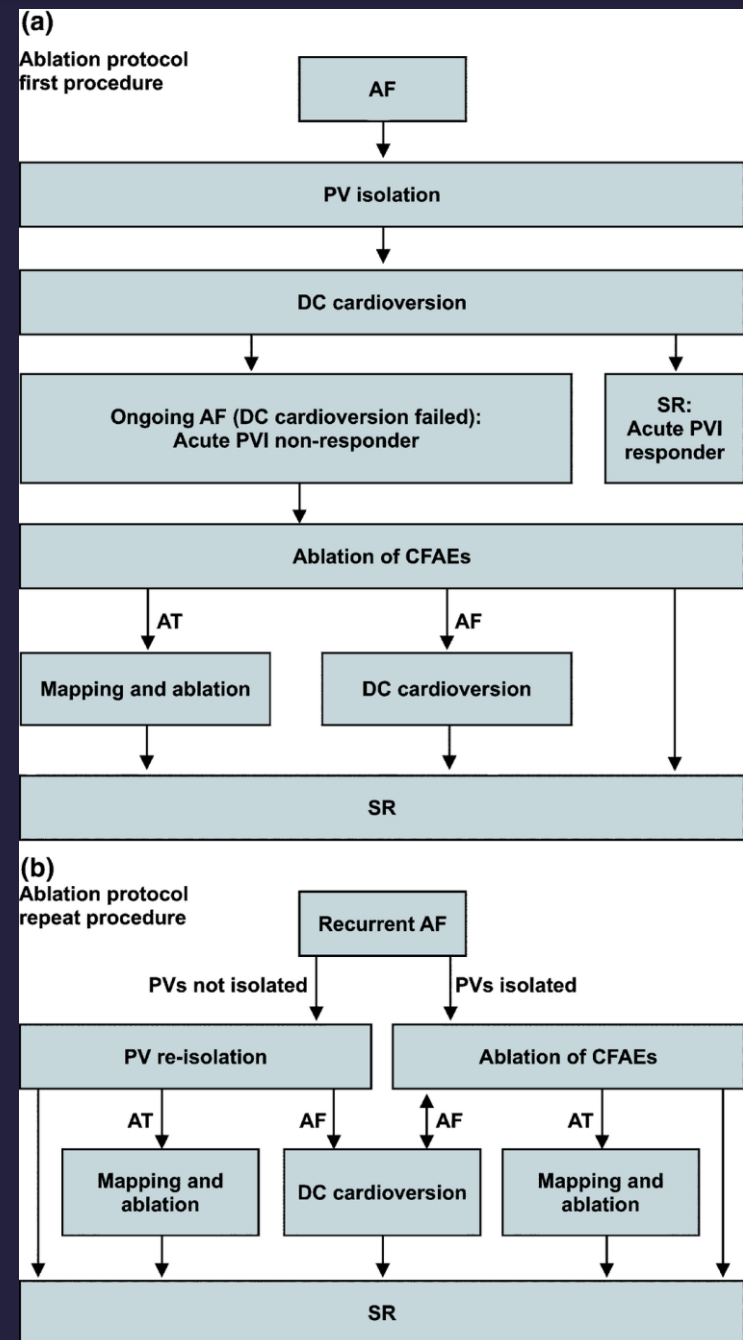 (a)
Ablation protocol
first procedure
AF
PV isolation
DC cardioversion
Ongoing AF (DC cardioversion failed):
Acute PVI non-responder
SR:
Acute PVI
responder
Ablation of CFAEs
AT
AF
Mapping and ablation
DC cardioversion
SR
(b)
Ablation protocol
repeat procedure
Recurrent AF
PVs not isolated
PVs isolated
PV re-isolation
Ablation of CFAEs
AT
AF
AF
AT
Mapping and
ablation
DC cardioversion
Mapping and
ablation
SR